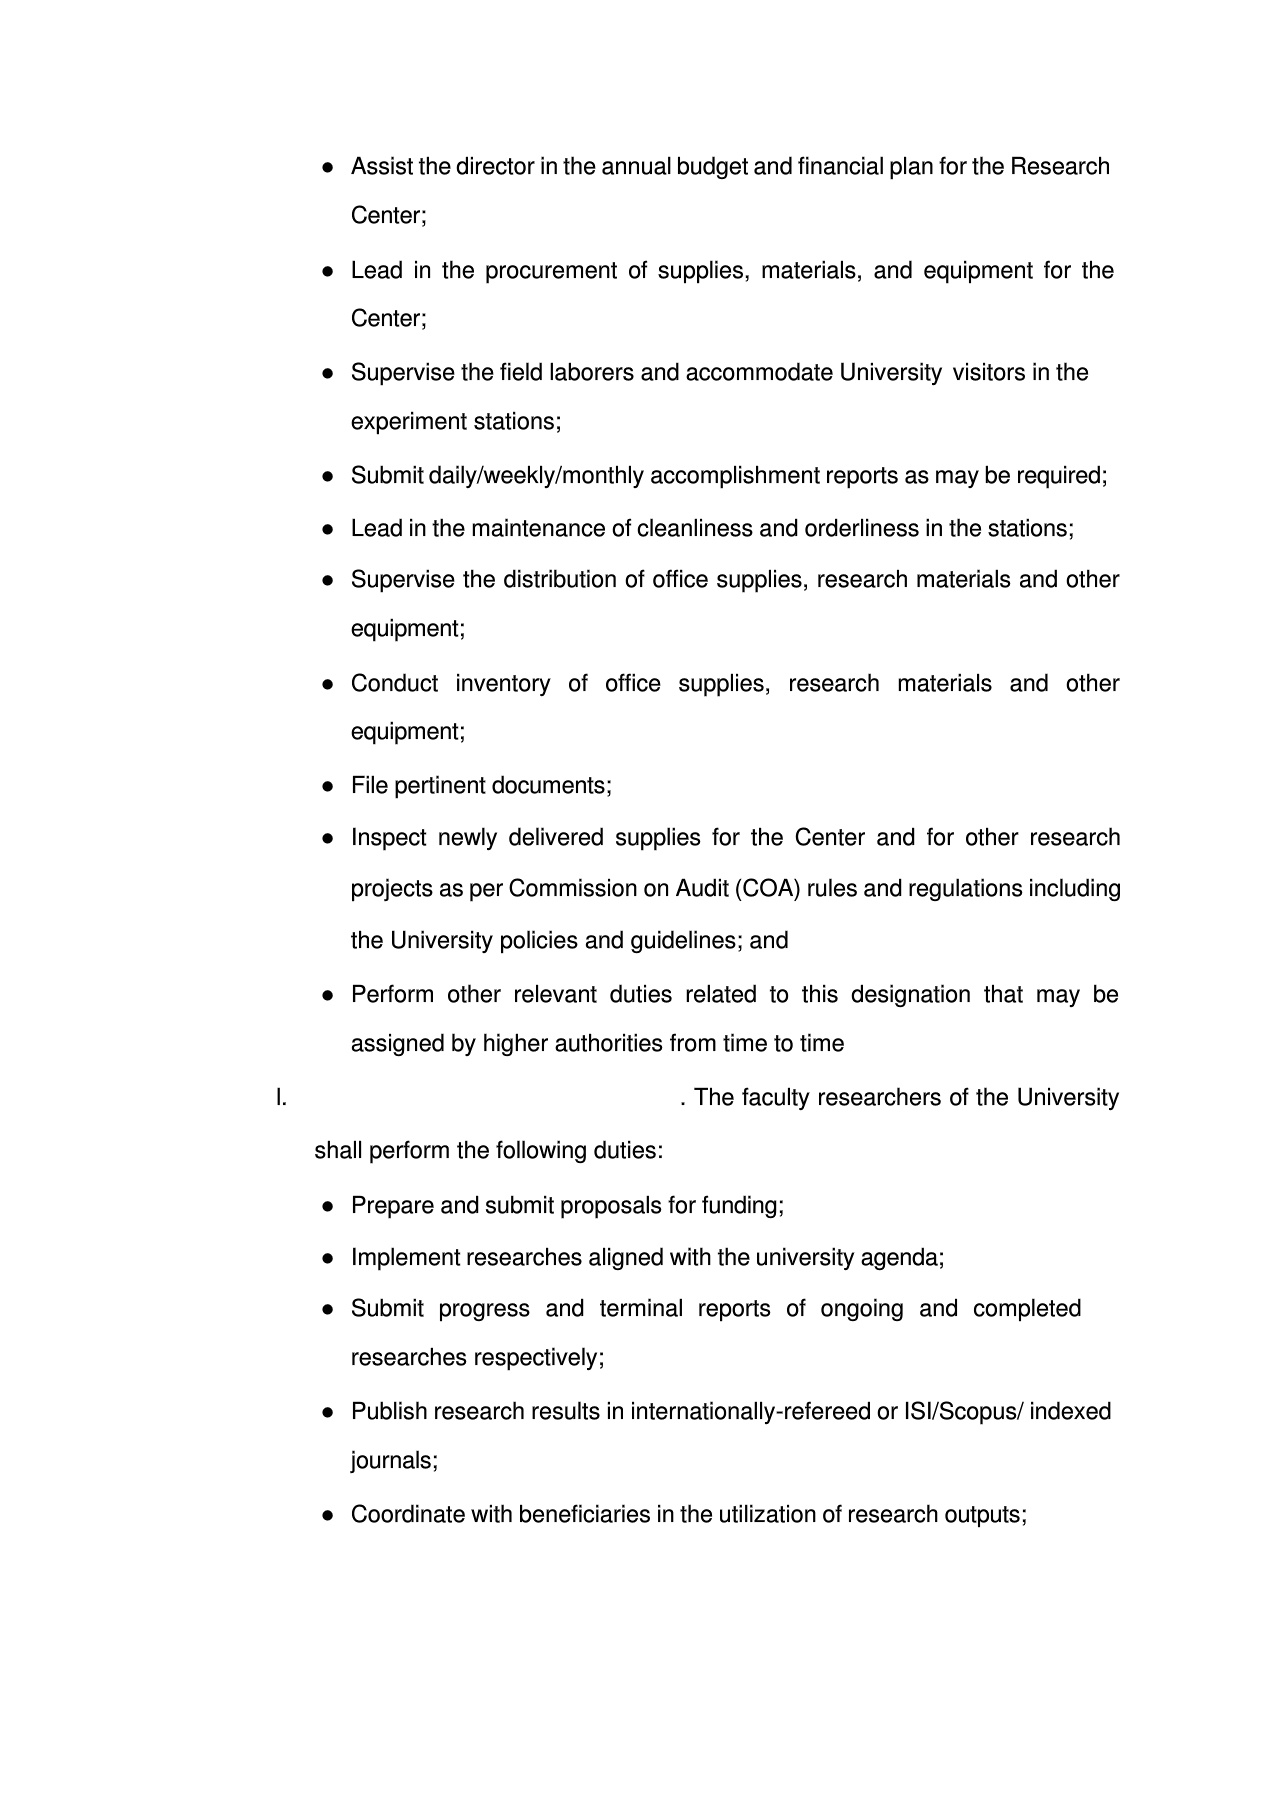 ● Assist the director in the annual budget and financial plan for the Research
Center;
● Lead in the procurement of supplies, materials, and equipment for the
Center;
● Supervise the field laborers and accommodate University visitors in the
experiment stations;
● Submit daily/weekly/monthly accomplishment reports as may be required;
● Lead in the maintenance of cleanliness and orderliness in the stations;
● Supervise the distribution of office supplies, research materials and other
equipment;
● Conduct inventory of office supplies, research materials and other
equipment;
● File pertinent documents;
● Inspect newly delivered supplies for the Center and for other research
projects as per Commission on Audit (COA) rules and regulations including
the University policies and guidelines; and
● Perform other relevant duties related to this designation that may be
assigned by higher authorities from time to time
l. . The faculty researchers of the University
shall perform the following duties:
● Prepare and submit proposals for funding;
● Implement researches aligned with the university agenda;
● Submit progress and terminal reports of ongoing and completed
researches respectively;
● Publish research results in internationally-refereed or ISI/Scopus/ indexed
journals;
● Coordinate with beneficiaries in the utilization of research outputs;